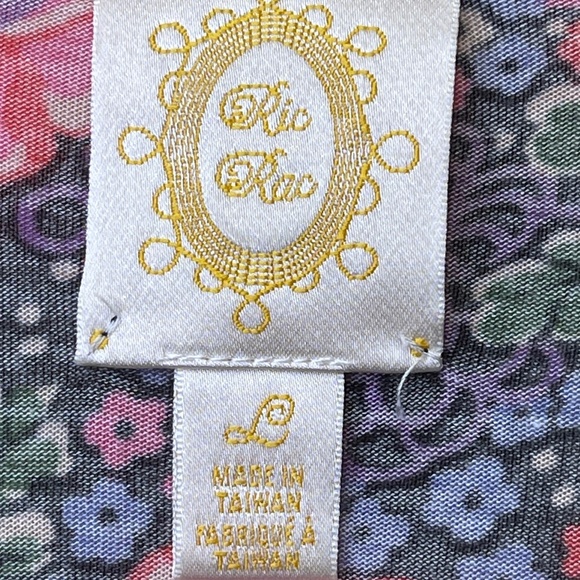 Ric
Rac
L
MADE IN
TAIWAN
FABRIQUÉ À
TAIWAN